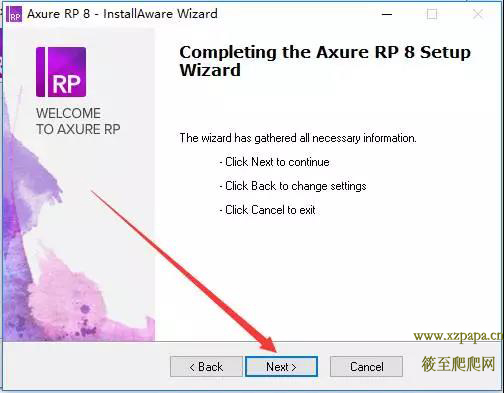 Axure RP 8 - InstallAware Wizard
RP
WELCOME
TO AXURE RP
Completing the Axure RP 8 Setup
Wizard
The wizard has gathered all necessary information.
- Click Next to continue
- Click Back to change settings
- Click Cancel to exit
www.xzpapa.cn
筱至爬爬网
< Back
Next >
Cancel